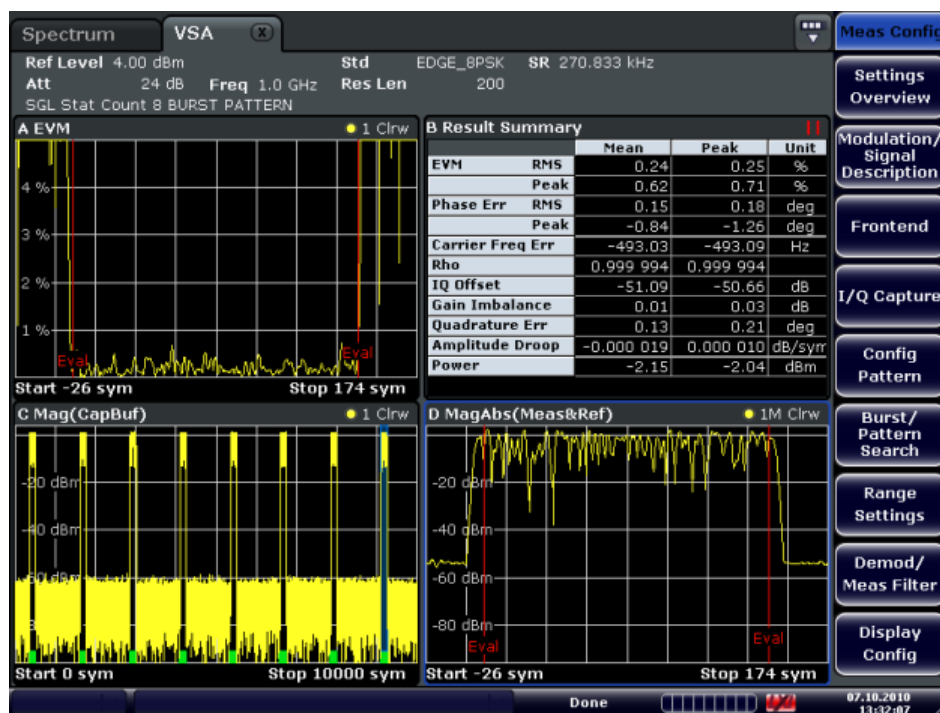 Spectrum VSA X
Ref Level 4.00 dBm Std EDGE_8PSK SR 270.833 kHz
Att 24 dB Freq 1.0 GHz Res Len 200
SGL Stat Count 8 BURST PATTERN
A EVM 1 Clrw
4 %
3 %
2 %
1 %
Eval Eval
Start -26 sym Stop 174 sym
B Result Summary
Mean Peak Unit
EVM RMS 0.24 0.25 %
Peak 0.62 0.71 %
Phase Err RMS 0.15 0.18 deg
Peak -0.84 -1.26 deg
Carrier Freq Err -493.03 -493.09 Hz
Rho 0.999 994 0.999 994
IQ Offset -51.09 -50.66 dB
Gain Imbalance 0.01 0.03 dB
Quadrature Err 0.13 0.21 deg
Amplitude Droop -0.000 019 0.000 010 dB/sym
Power -2.15 -2.04 dBm
C Mag(CapBuf) 1 Clrw
-20 dBm
-40 dBm
Start 0 sym Stop 10000 sym
D MagAbs(Meas&Ref) 1M Clrw
-20 dBm
-40 dBm
-60 dBm
-80 dBm
Eval Eval
Start -26 sym Stop 174 sym
Meas Config
Settings
Overview
Modulation/
Signal
Description
Frontend
I/Q Capture
Config
Pattern
Burst/
Pattern
Search
Range
Settings
Demod/
Meas Filter
Display
Config
Done
07.10.2010
13:32:07